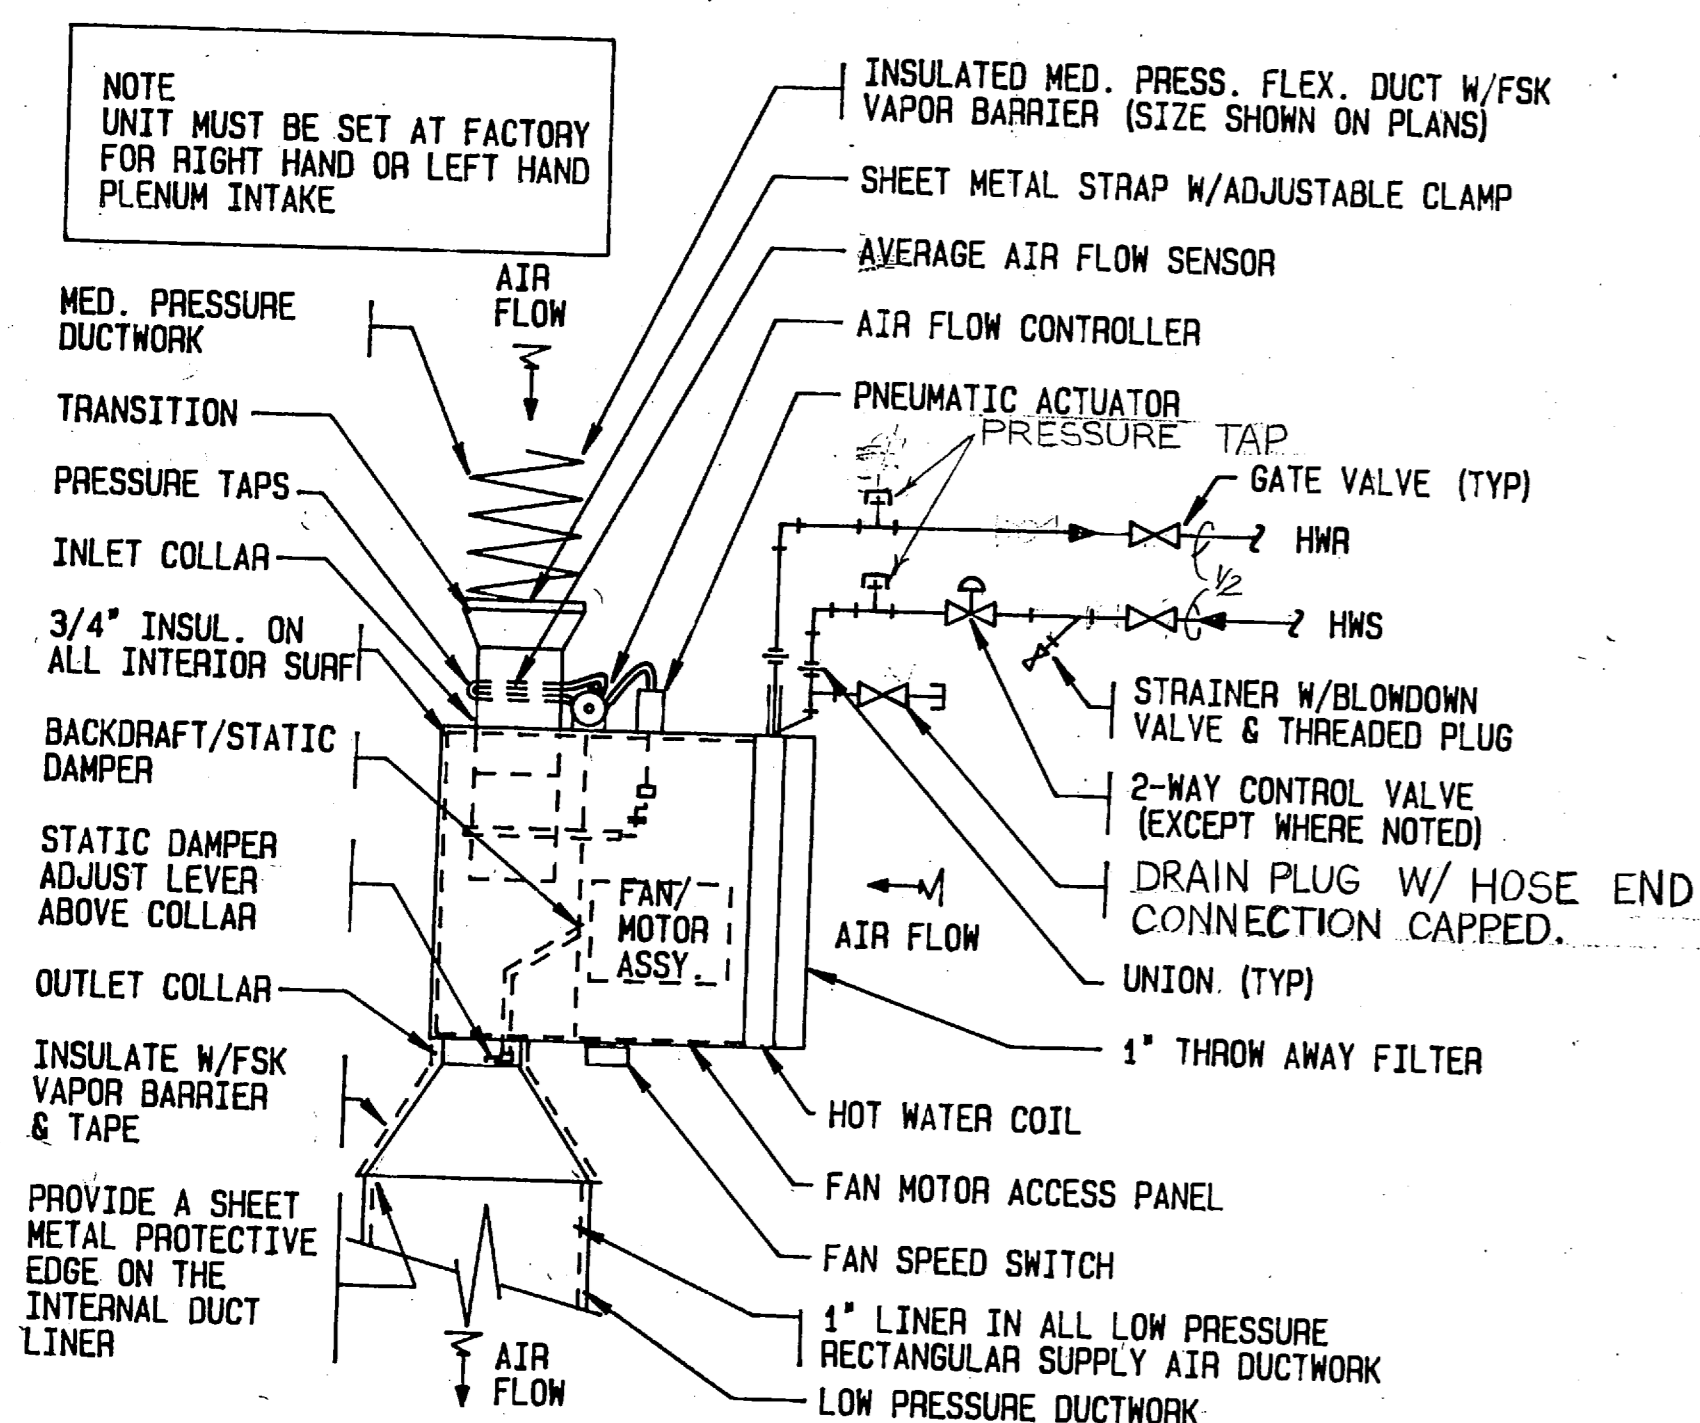 NOTE
UNIT MUST BE SET AT FACTORY
FOR RIGHT HAND OR LEFT HAND
PLENUM INTAKE
INSULATED MED. PRESS. FLEX. DUCT W/FSK
VAPOR BARRIER (SIZE SHOWN ON PLANS)
SHEET METAL STRAP W/ADJUSTABLE CLAMP
AVERAGE AIR FLOW SENSOR
AIR FLOW CONTROLLER
PNEUMATIC ACTUATOR
PRESSURE TAP
GATE VALVE (TYP)
HWR
1/2
HWS
STRAINER W/BLOWDOWN
VALVE & THREADED PLUG
2-WAY CONTROL VALVE
(EXCEPT WHERE NOTED)
DRAIN PLUG W/ HOSE END
CONNECTION CAPPED.
UNION. (TYP)
1" THROW AWAY FILTER
HOT WATER COIL
FAN MOTOR ACCESS PANEL
FAN SPEED SWITCH
1" LINER IN ALL LOW PRESSURE
RECTANGULAR SUPPLY AIR DUCTWORK
LOW PRESSURE DUCTWORK
AIR
FLOW
MED. PRESSURE
DUCTWORK
TRANSITION
PRESSURE TAPS
INLET COLLAR
3/4" INSUL. ON
ALL INTERIOR SURF
BACKDRAFT/STATIC
DAMPER
STATIC DAMPER
ADJUST LEVER
ABOVE COLLAR
OUTLET COLLAR
INSULATE W/FSK
VAPOR BARRIER
& TAPE
PROVIDE A SHEET
METAL PROTECTIVE
EDGE ON THE
INTERNAL DUCT
LINER
FAN/
MOTOR
ASSY.
AIR FLOW
AIR
FLOW